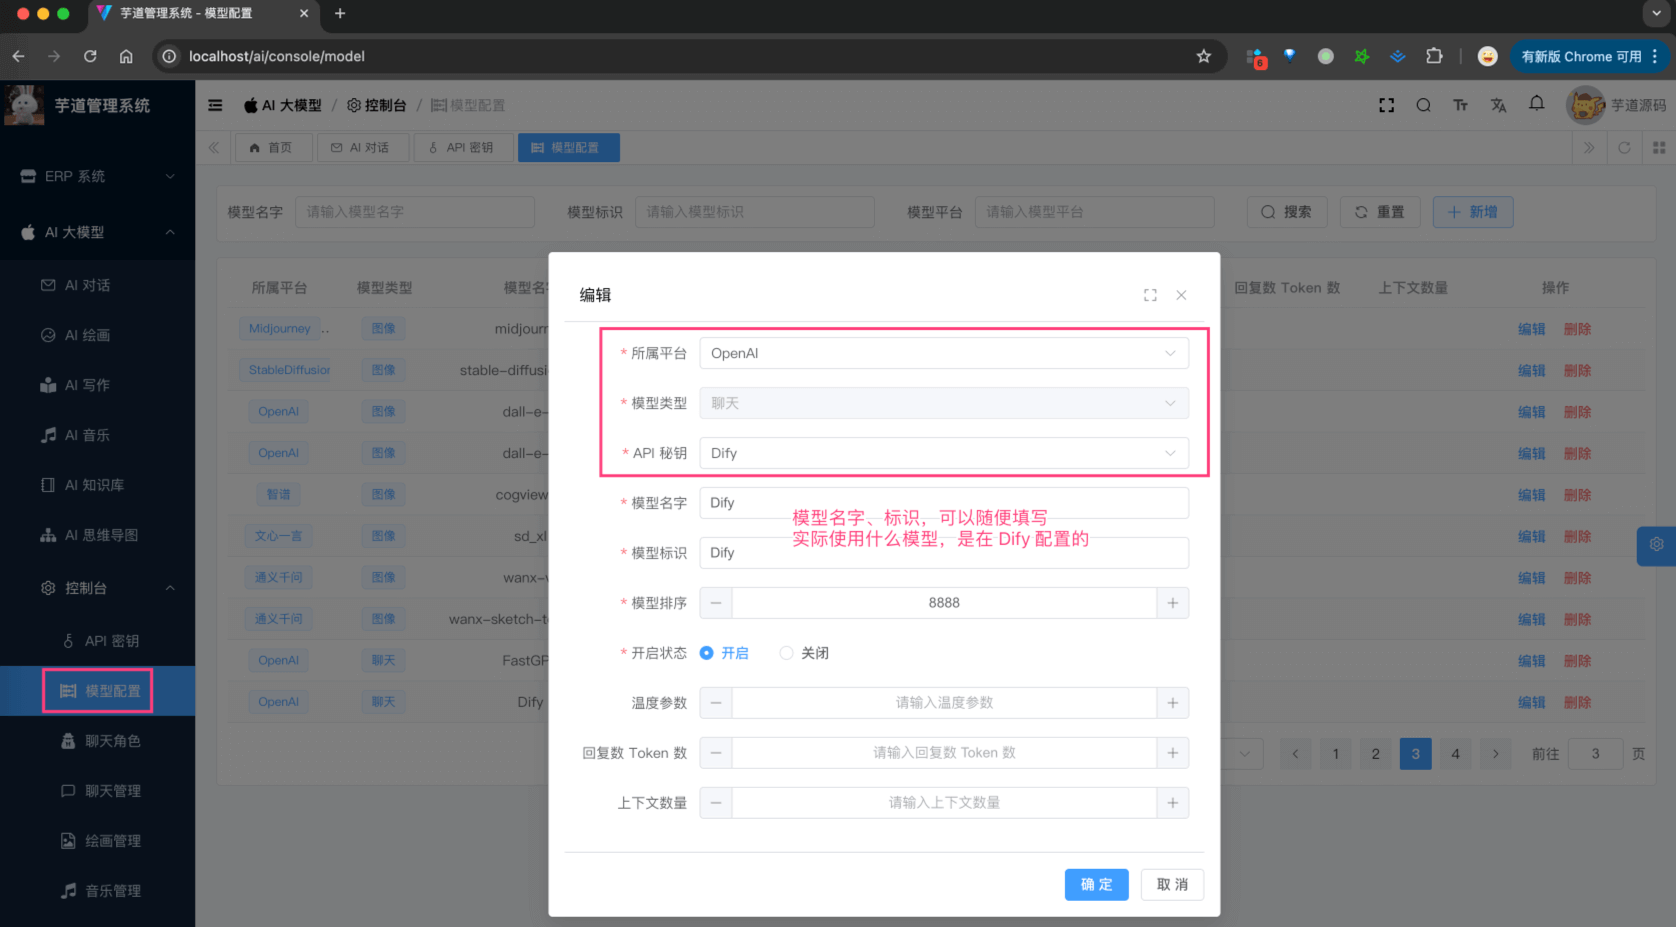 芋道管理系统 - 模型配置
localhost/ai/console/model
6
有新版 Chrome 可用
芋道管理系统
AI 大模型 / 控制台 / 模型配置
芋道源码
首页
AI 对话
API 密钥
模型配置
ERP 系统
AI 大模型
AI 对话
AI 绘画
AI 写作
AI 音乐
AI 知识库
AI 思维导图
控制台
API 密钥
模型配置
聊天角色
聊天管理
绘画管理
音乐管理
模型名字 请输入模型名字 模型标识 请输入模型标识 模型平台 请输入模型平台 搜索 重置 新增
所属平台 模型类型 模型名 回复数 Token 数 上下文数量 操作
Midjourney .. 图像 midjour 编辑 删除
StableDiffusion 图像 stable-diffusi 编辑 删除
OpenAI 图像 dall-e- 编辑 删除
OpenAI 图像 dall-e- 编辑 删除
智谱 图像 cogview 编辑 删除
文心一言 图像 sd_xl 编辑 删除
通义千问 图像 wanx- 编辑 删除
通义千问 图像 wanx-sketch-t 编辑 删除
OpenAI 聊天 FastGP 编辑 删除
OpenAI 聊天 Dify 编辑 删除
1 2 3 4 前往 3 页
编辑
* 所属平台 OpenAI
* 模型类型 聊天
* API 秘钥 Dify
* 模型名字 Dify
模型名字、标识，可以随便填写
实际使用什么模型，是在 Dify 配置的
* 模型标识 Dify
* 模型排序 8888
* 开启状态 开启 关闭
温度参数 请输入温度参数
回复数 Token 数 请输入回复数 Token 数
上下文数量 请输入上下文数量
确 定 取 消